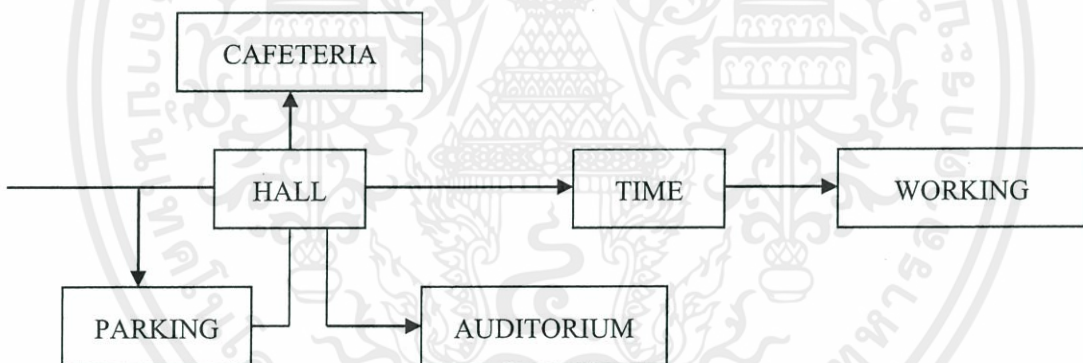 CAFETERIA
HALL
TIME
WORKING
PARKING
AUDITORIUM